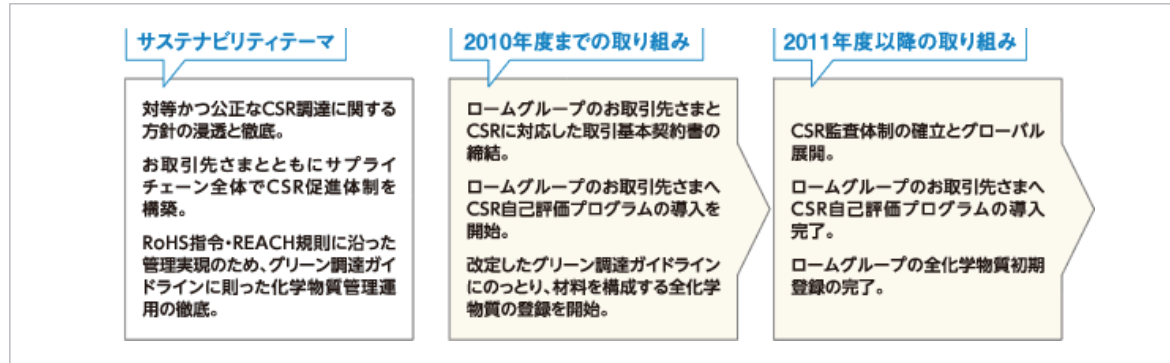 サステナビリティテーマ
対等かつ公正なCSR調達に関する
方針の浸透と徹底。
お取引先さまとともにサプライ
チェーン全体でCSR促進体制を
構築。
RoHS指令・REACH規則に沿った
管理実現のため、グリーン調達ガイ
ドラインに則った化学物質管理運
用の徹底。
2010年度までの取り組み
ロームグループのお取引先さまと
CSRに対応した取引基本契約書の
締結。
ロームグループのお取引先さまへ
CSR自己評価プログラムの導入を
開始。
改定したグリーン調達ガイドライン
にのっとり、材料を構成する全化学
物質の登録を開始。
2011年度以降の取り組み
CSR監査体制の確立とグローバル
展開。
ロームグループのお取引先さまへ
CSR自己評価プログラムの導入
完了。
ロームグループの全化学物質初期
登録の完了。